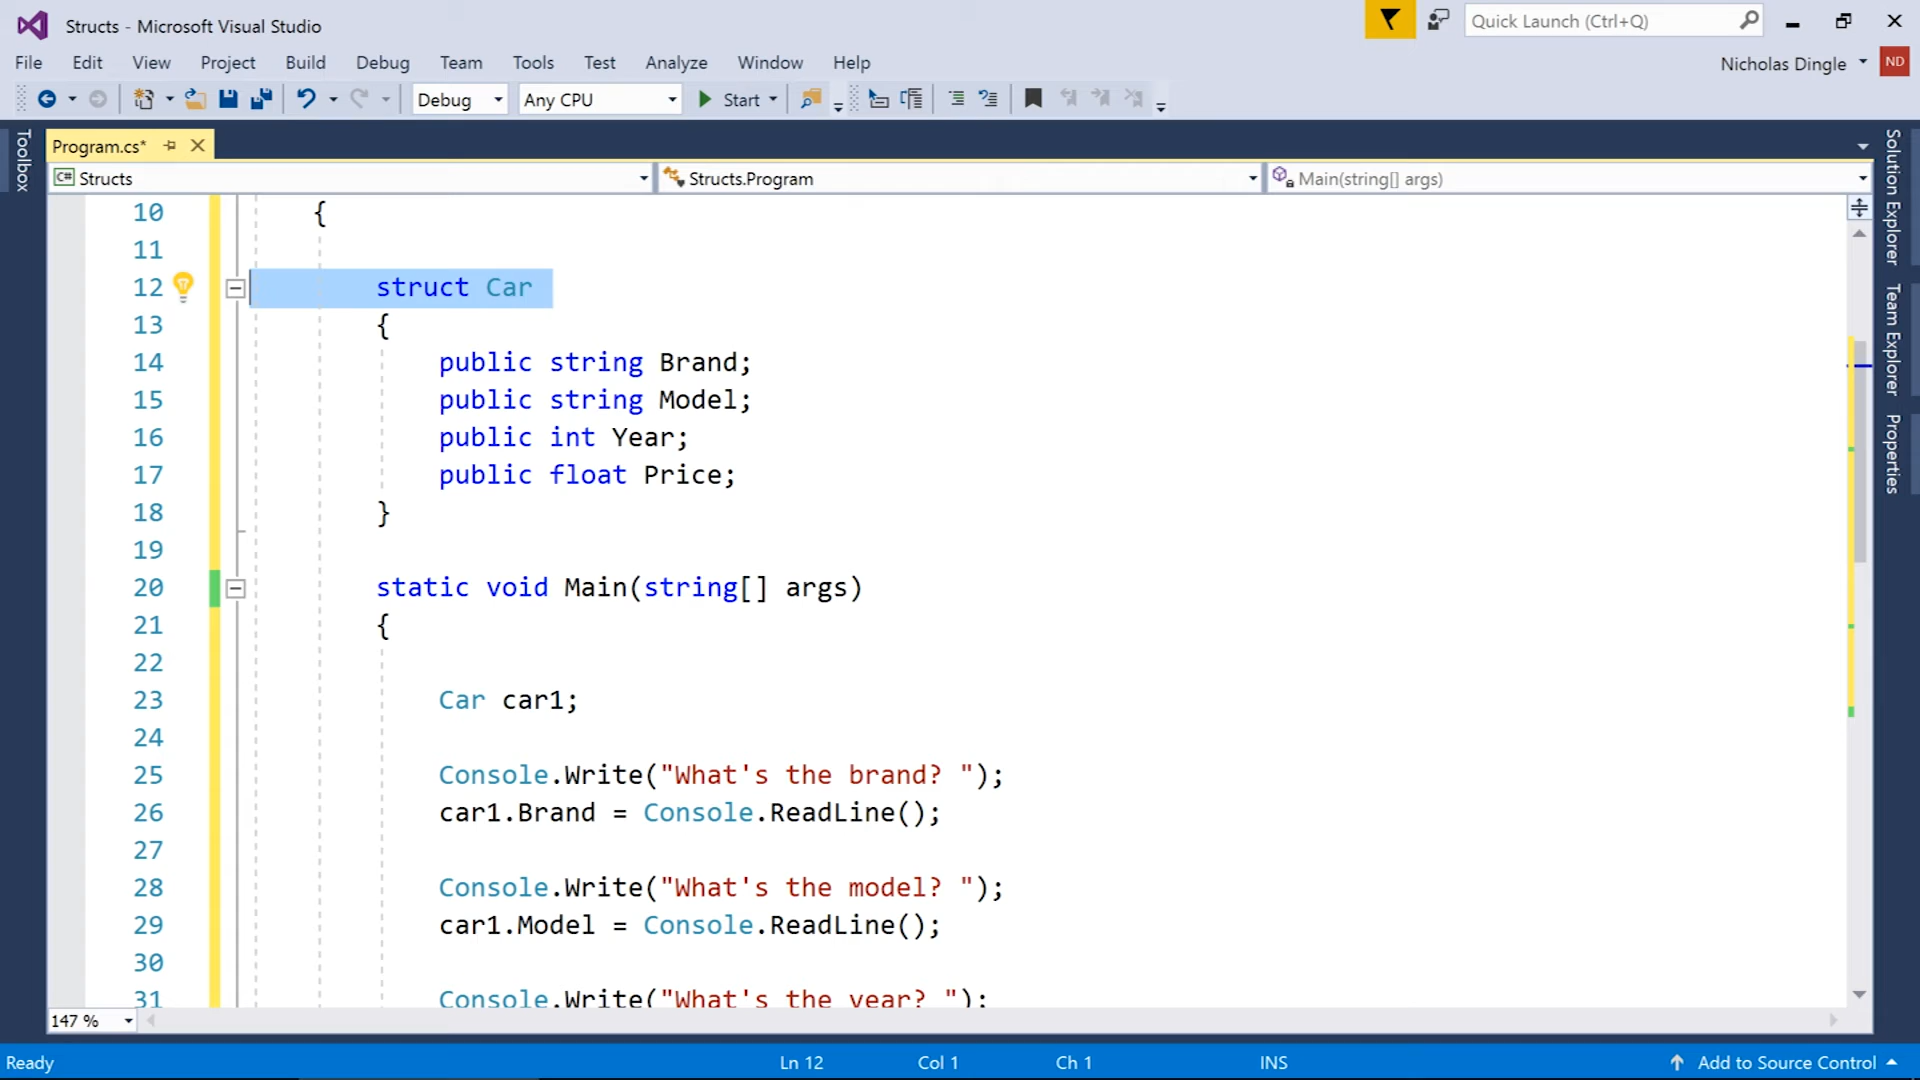 Structs - Microsoft Visual Studio
Quick Launch (Ctrl+Q)
File Edit View Project Build Debug Team Tools Test Analyze Window Help
Nicholas Dingle ND
Debug Any CPU Start
Toolbox
Program.cs*
Structs Structs.Program Main(string[] args)
Solution Explorer
Team Explorer
Properties
10 {
11
12 struct Car
13 {
14 public string Brand;
15 public string Model;
16 public int Year;
17 public float Price;
18 }
19
20 static void Main(string[] args)
21 {
22
23 Car car1;
24
25 Console.Write("What's the brand? ");
26 car1.Brand = Console.ReadLine();
27
28 Console.Write("What's the model? ");
29 car1.Model = Console.ReadLine();
30
31 Console.Write("What's the year? ");
147 %
Ready Ln 12 Col 1 Ch 1 INS Add to Source Control